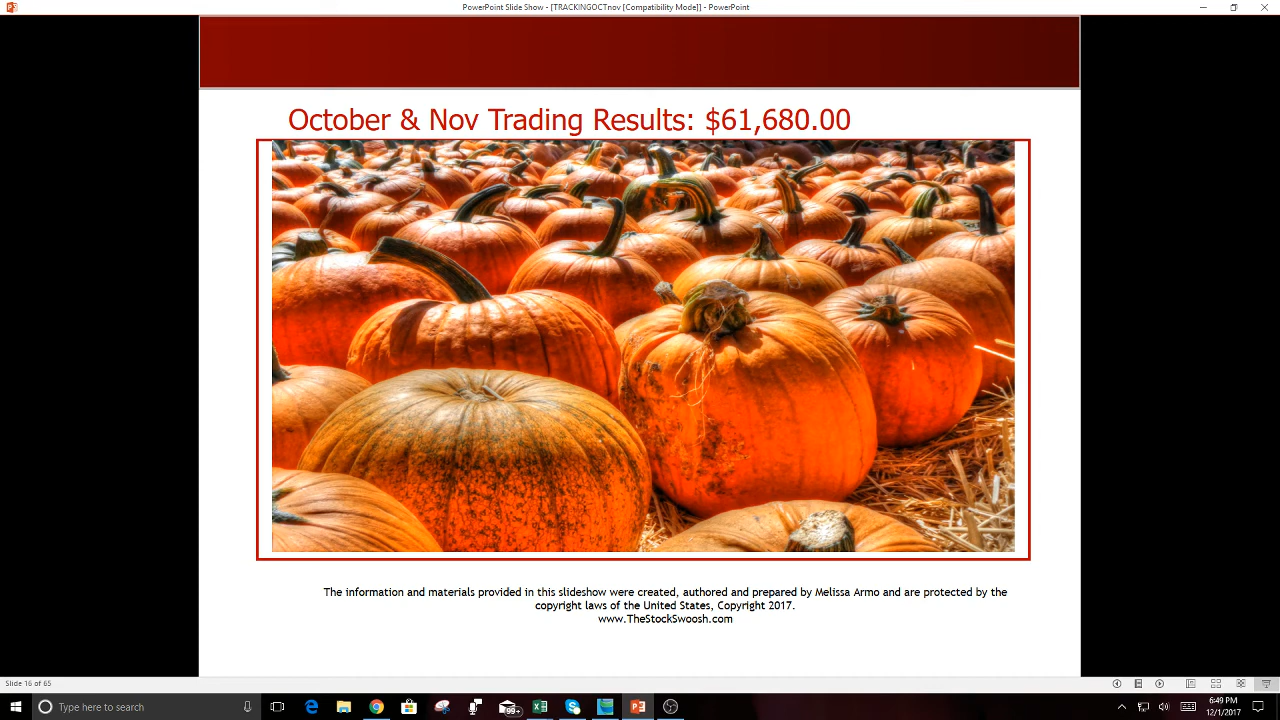 PowerPoint Slide Show - [TRACKINGOCTnov [Compatibility Mode]] - PowerPoint
October & Nov Trading Results: $61,680.00
The information and materials provided in this slideshow were created, authored and prepared by Melissa Armo and are protected by the
copyright laws of the United States, Copyright 2017.
www.TheStockSwoosh.com
Slide 16 of 65
Type here to search
99+
6:49 PM
12/1/2017